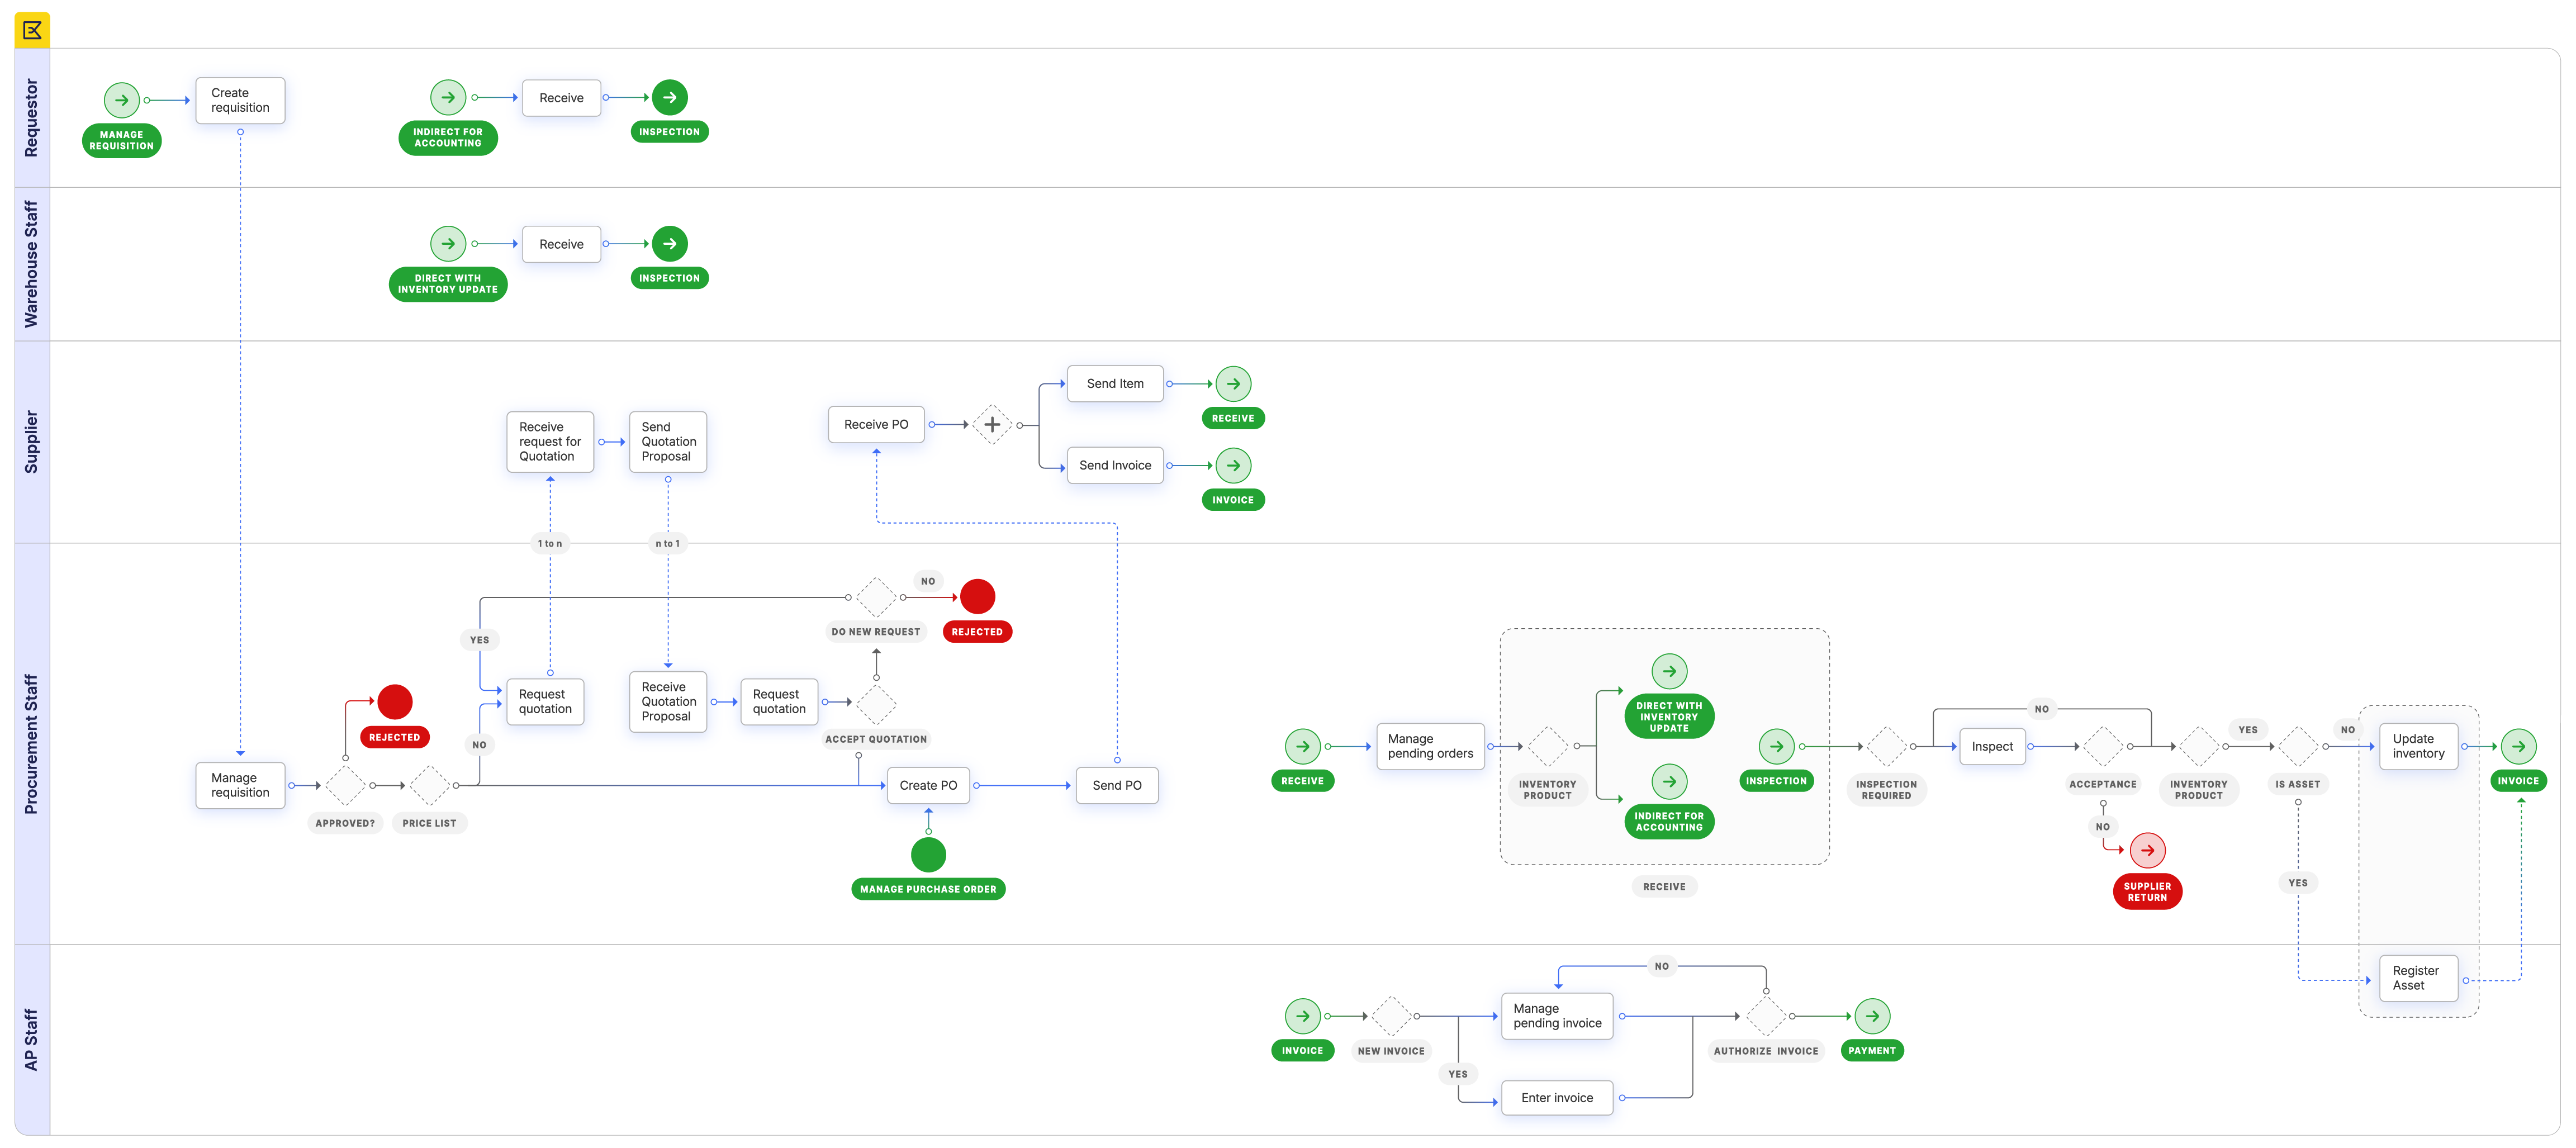 Requestor
MANAGE
REQUISITION
Create
requisition
INDIRECT FOR
ACCOUNTING
Receive
INSPECTION
Warehouse Staff
DIRECT WITH
INVENTORY UPDATE
Receive
INSPECTION
Supplier
Receive
request for
Quotation
Send
Quotation
Proposal
Receive PO
Send Item
RECEIVE
Send Invoice
INVOICE
1 to n
n to 1
Procurement Staff
Manage
requisition
APPROVED?
REJECTED
PRICE LIST
YES
NO
Request
quotation
Receive
Quotation
Proposal
Request
quotation
ACCEPT QUOTATION
DO NEW REQUEST
NO
REJECTED
Create PO
MANAGE PURCHASE ORDER
Send PO
RECEIVE
Manage
pending orders
INVENTORY
PRODUCT
DIRECT WITH
INVENTORY
UPDATE
INDIRECT FOR
ACCOUNTING
RECEIVE
INSPECTION
INSPECTION
REQUIRED
NO
Inspect
ACCEPTANCE
NO
SUPPLIER
RETURN
INVENTORY
PRODUCT
YES
IS ASSET
NO
YES
Update
inventory
INVOICE
AP Staff
INVOICE
NEW INVOICE
YES
Manage
pending invoice
Enter invoice
NO
AUTHORIZE INVOICE
PAYMENT
Register
Asset